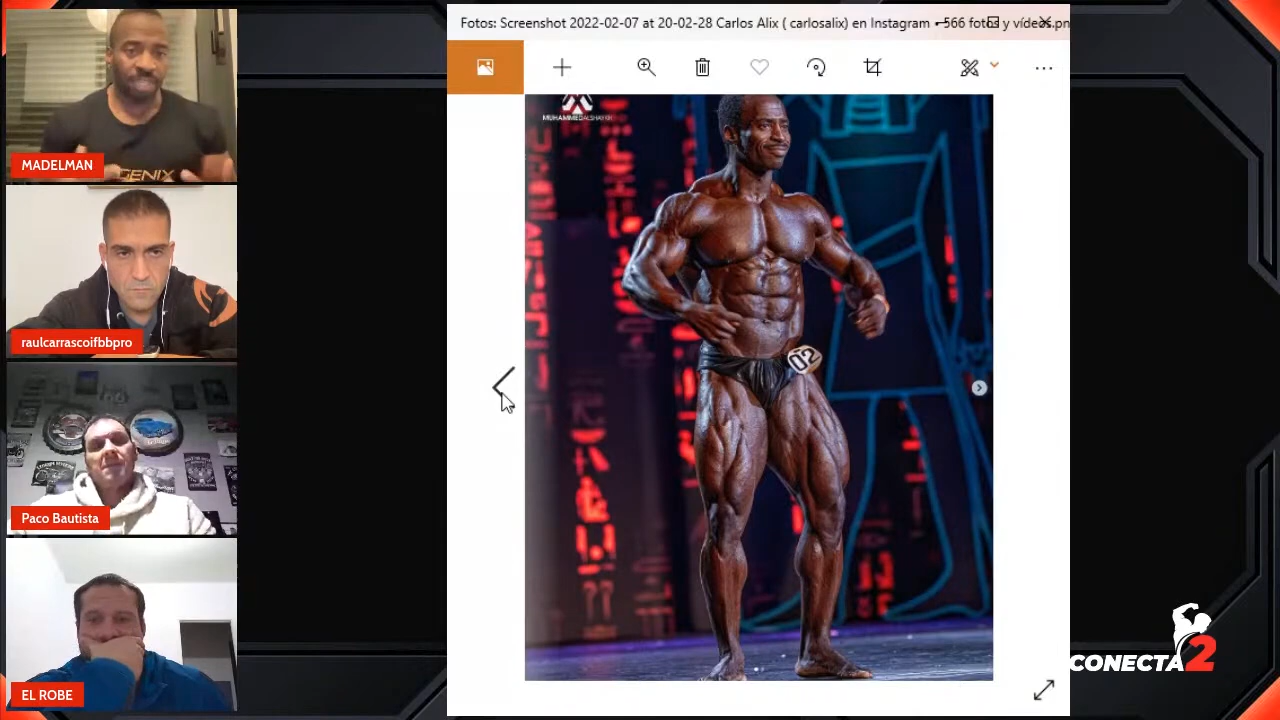 Fotos: Screenshot 2022-02-07 at 20-02-28 Carlos Alix ( carlosalix) en Instagram • 566 fotos y vídeos.pn
MUHAMMEDALSHAYKH
MADELMAN
GENIX
raulcarrascoifbbpro
02
Paco Bautista
EL ROBE
CONECTA2